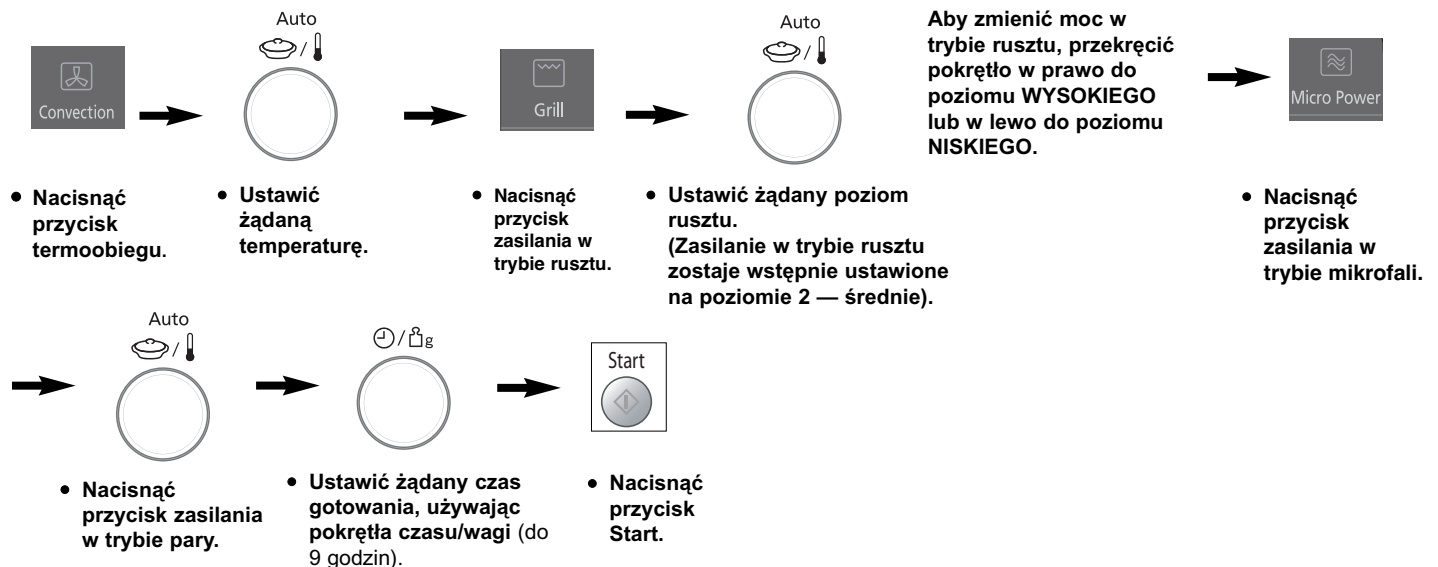 Auto
Convection
• Nacisnąć
przycisk
termoobiegu.
• Ustawić
żądaną
temperaturę.
Grill
• Nacisnąć
przycisk
zasilania w
trybie rusztu.
Auto
• Ustawić żądany poziom
rusztu.
(Zasilanie w trybie rusztu
zostaje wstępnie ustawione
na poziomie 2 — średnie).
Aby zmienić moc w
trybie rusztu, przekręcić
pokrętło w prawo do
poziomu WYSOKIEGO
lub w lewo do poziomu
NISKIEGO.
Micro Power
• Nacisnąć
przycisk
zasilania w
trybie mikrofali.
Auto
• Nacisnąć
przycisk zasilania
w trybie pary.
g
• Ustawić żądany czas
gotowania, używając
pokrętła czasu/wagi (do
9 godzin).
Start
• Nacisnąć
przycisk
Start.